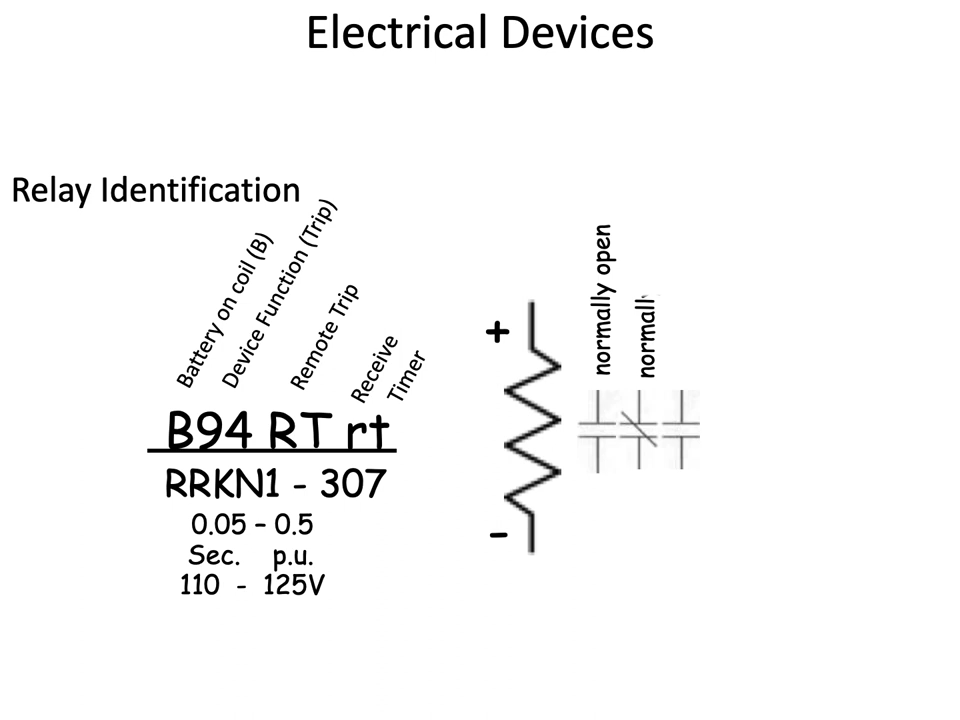 Electrical Devices
Relay Identification
Battery on coil (B)
Device Function (Trip)
Remote Trip
Receive
Timer
B94 RT rt
RRKN1 - 307
0.05 – 0.5
Sec. p.u.
110 - 125V
+
-
normally open